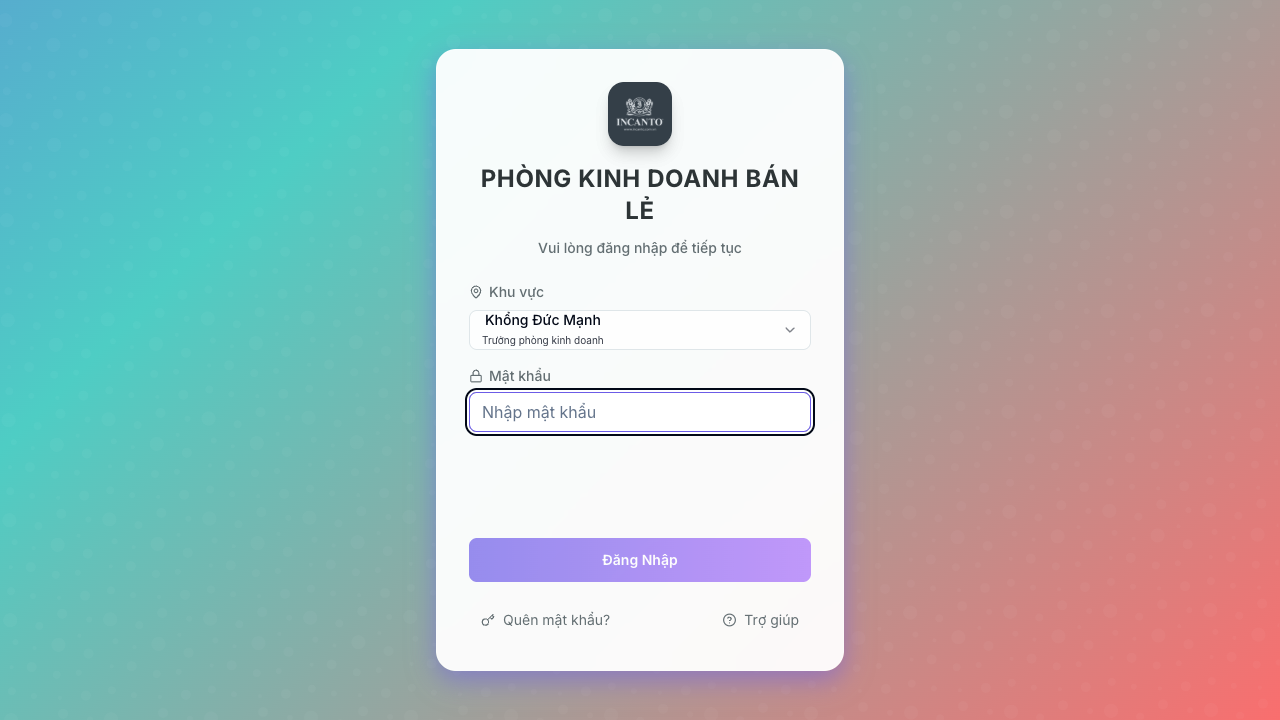 INCANTO
PHÒNG KINH DOANH BÁN
LẺ
Vui lòng đăng nhập để tiếp tục
Khu vực
Khổng Đức Mạnh
Trưởng phòng kinh doanh
Mật khẩu
Nhập mật khẩu
Đăng Nhập
Quên mật khẩu?
Trợ giúp